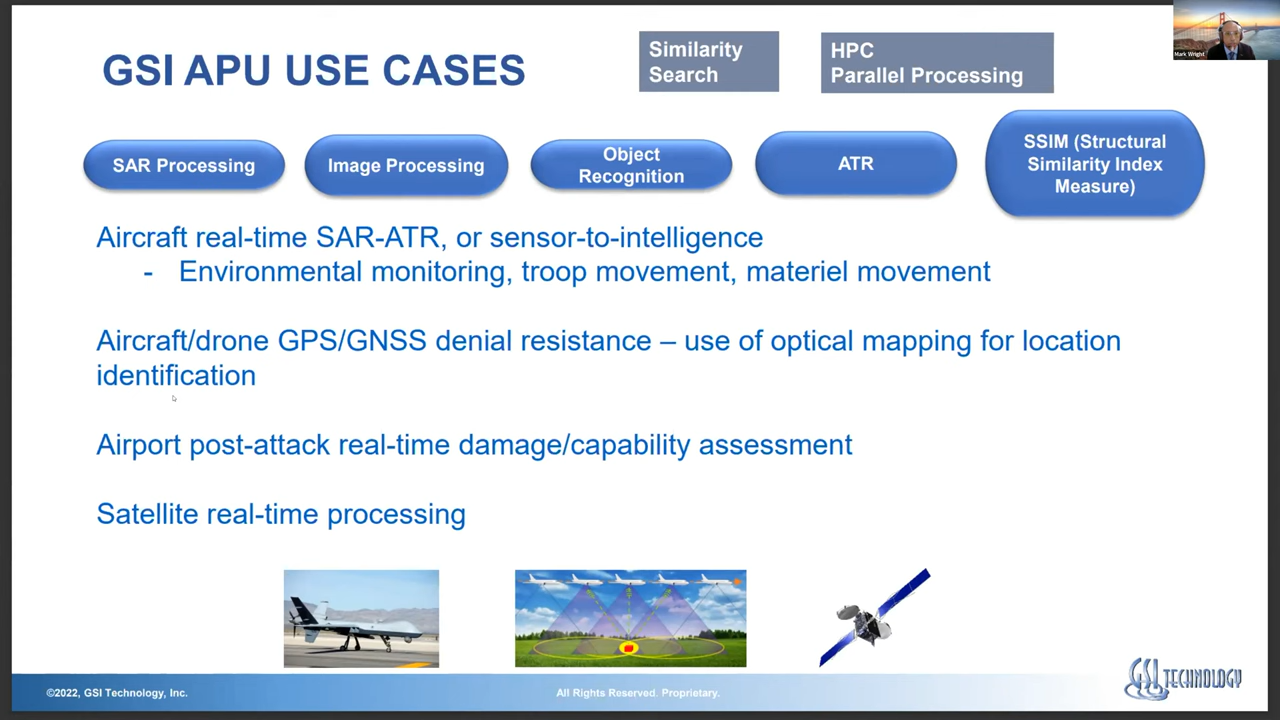 GSI APU USE CASES
Similarity
Search
HPC
Parallel Processing
Mark Wright
SAR Processing
Image Processing
Object
Recognition
ATR
SSIM (Structural
Similarity Index
Measure)
Aircraft real-time SAR-ATR, or sensor-to-intelligence
- Environmental monitoring, troop movement, materiel movement
Aircraft/drone GPS/GNSS denial resistance – use of optical mapping for location
identification
Airport post-attack real-time damage/capability assessment
Satellite real-time processing
©2022, GSI Technology, Inc.
All Rights Reserved. Proprietary.
GSI TECHNOLOGY